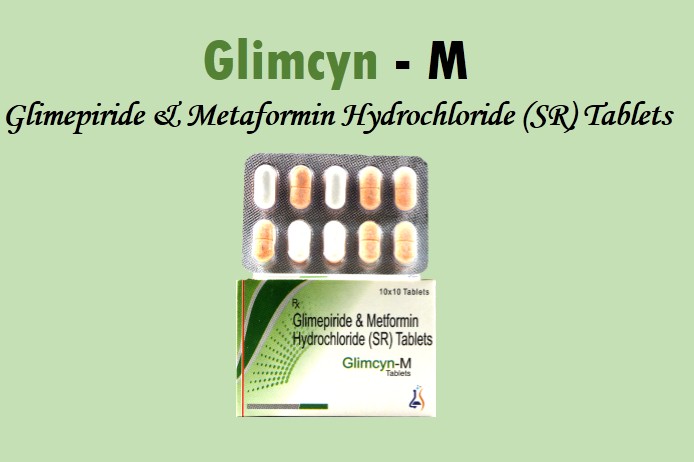 Glimcyn - M
Glimepiride & Metaformin Hydrochloride (SR) Tablets
10x10 Tablets
Rx
Glimepiride & Metformin
Hydrochloride (SR) Tablets
Glimcyn-M
Tablets